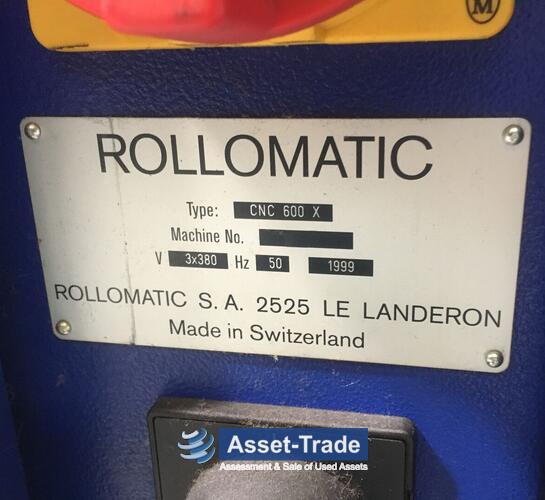 M
ROLLOMATIC
Type: CNC 600 X
Machine No.
V 3x380 Hz 50 1999
ROLLOMATIC S.A. 2525 LE LANDERON
Made in Switzerland
Asset-Trade
Assessment & Sale of Used Assets